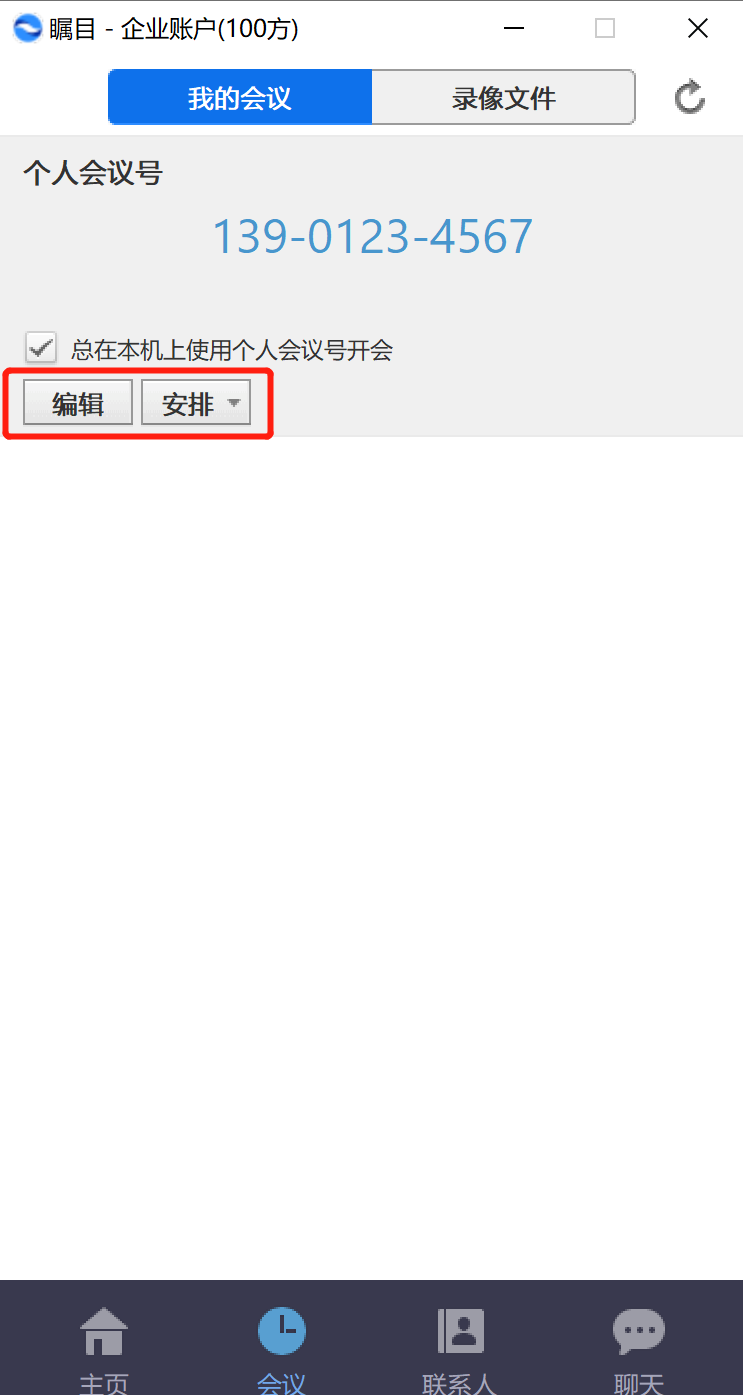 瞩目 - 企业账户(100方)
我的会议 录像文件
个人会议号
139-0123-4567
总在本机上使用个人会议号开会
编辑 安排
主页 会议 联系人 聊天